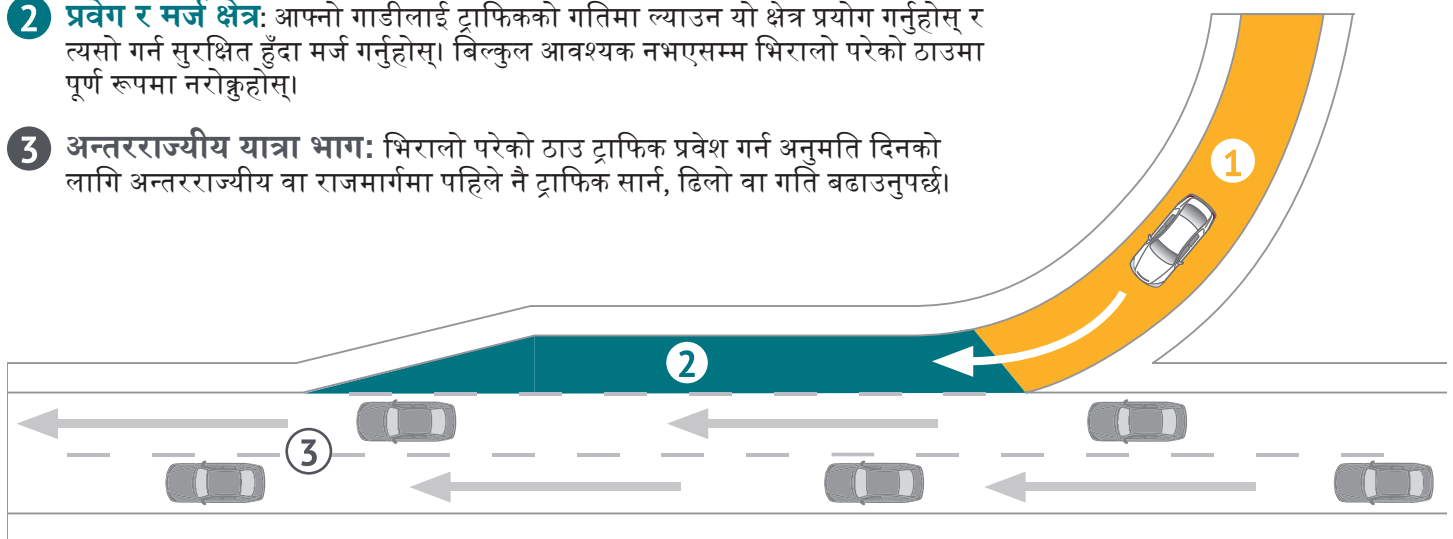 2 प्रवेग र मर्ज क्षेत्र: आफ्नो गाडीलाई ट्राफिकको गतिमा ल्याउन यो क्षेत्र प्रयोग गर्नुहोस् र
त्यसो गर्न सुरक्षित हुँदा मर्ज गर्नुहोस्। बिल्कुल आवश्यक नभएसम्म भिरालो परेको ठाउमा
पूर्ण रूपमा नरोक्नुहोस्।
3 अन्तरराज्यीय यात्रा भाग: भिरालो परेको ठाउ ट्राफिक प्रवेश गर्न अनुमति दिनको
लागि अन्तरराज्यीय वा राजमार्गमा पहिले नै ट्राफिक सार्न, ढिलो वा गति बढाउनुपर्छ।
1
2
3